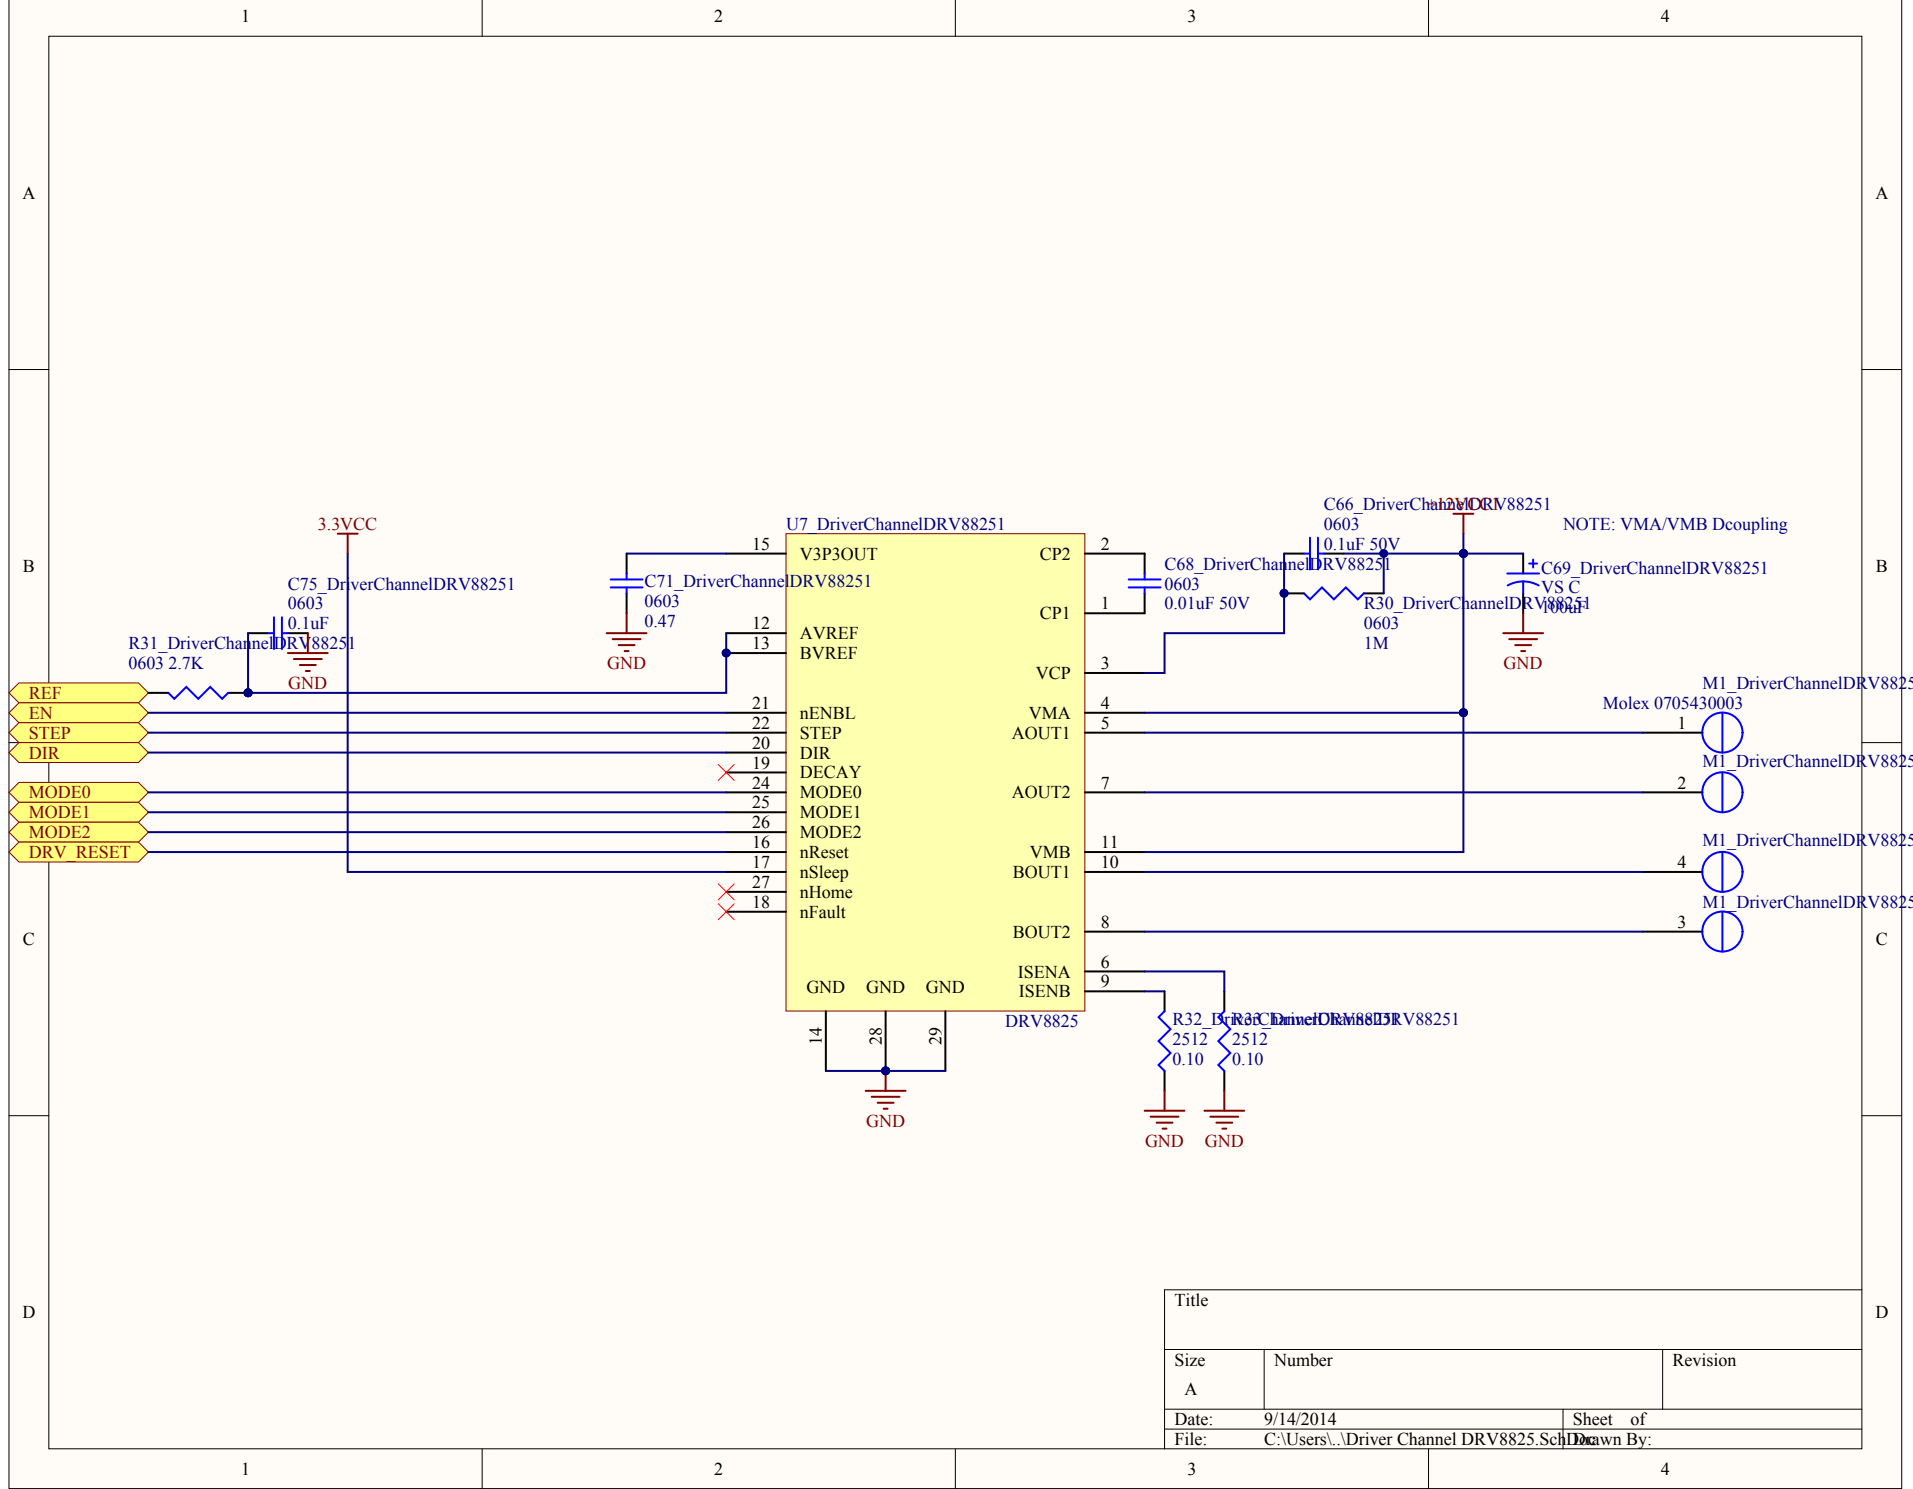 1 2 3 4
A A
C66_DriverChannelDRV88251
0603
0.1uF 50V
NOTE: VMA/VMB Dcoupling
3.3VCC
U7_DriverChannelDRV88251
15 V3P3OUT
CP2 2
B B
C75_DriverChannelDRV88251
0603
0.1uF
C71_DriverChannelDRV88251
0603
0.47
GND
C68_DriverChannelDRV88251
0603
0.01uF 50V
CP1 1
C69_DriverChannelDRV88251
VS C
100uF
GND
R30_DriverChannelDRV88251
0603
1M
R31_DriverChannelDRV88251
0603 2.7K
GND
12 AVREF
13 BVREF
VCP 3
REF
EN
STEP
DIR
MODE0
MODE1
MODE2
DRV_RESET
21 nENBL
22 STEP
20 DIR
19 DECAY
24 MODE0
25 MODE1
26 MODE2
16 nReset
17 nSleep
27 nHome
18 nFault
VMA 4
AOUT1 5
AOUT2 7
VMB 11
BOUT1 10
BOUT2 8
ISENA 6
ISENB 9
M1_DriverChannelDRV8825
Molex 0705430003
1
M1_DriverChannelDRV8825
2
M1_DriverChannelDRV8825
4
M1_DriverChannelDRV8825
3
C C
GND GND GND
14 28 29
GND
DRV8825
R32_DriverChannelDRV88251
2512
0.10
GND
R33_DriverChannelDRV88251
2512
0.10
GND
D D
Title
Size Number Revision
A
Date: 9/14/2014 Sheet of
File: C:\Users\..\Driver Channel DRV8825.SchDoc Drawn By:
1 2 3 4